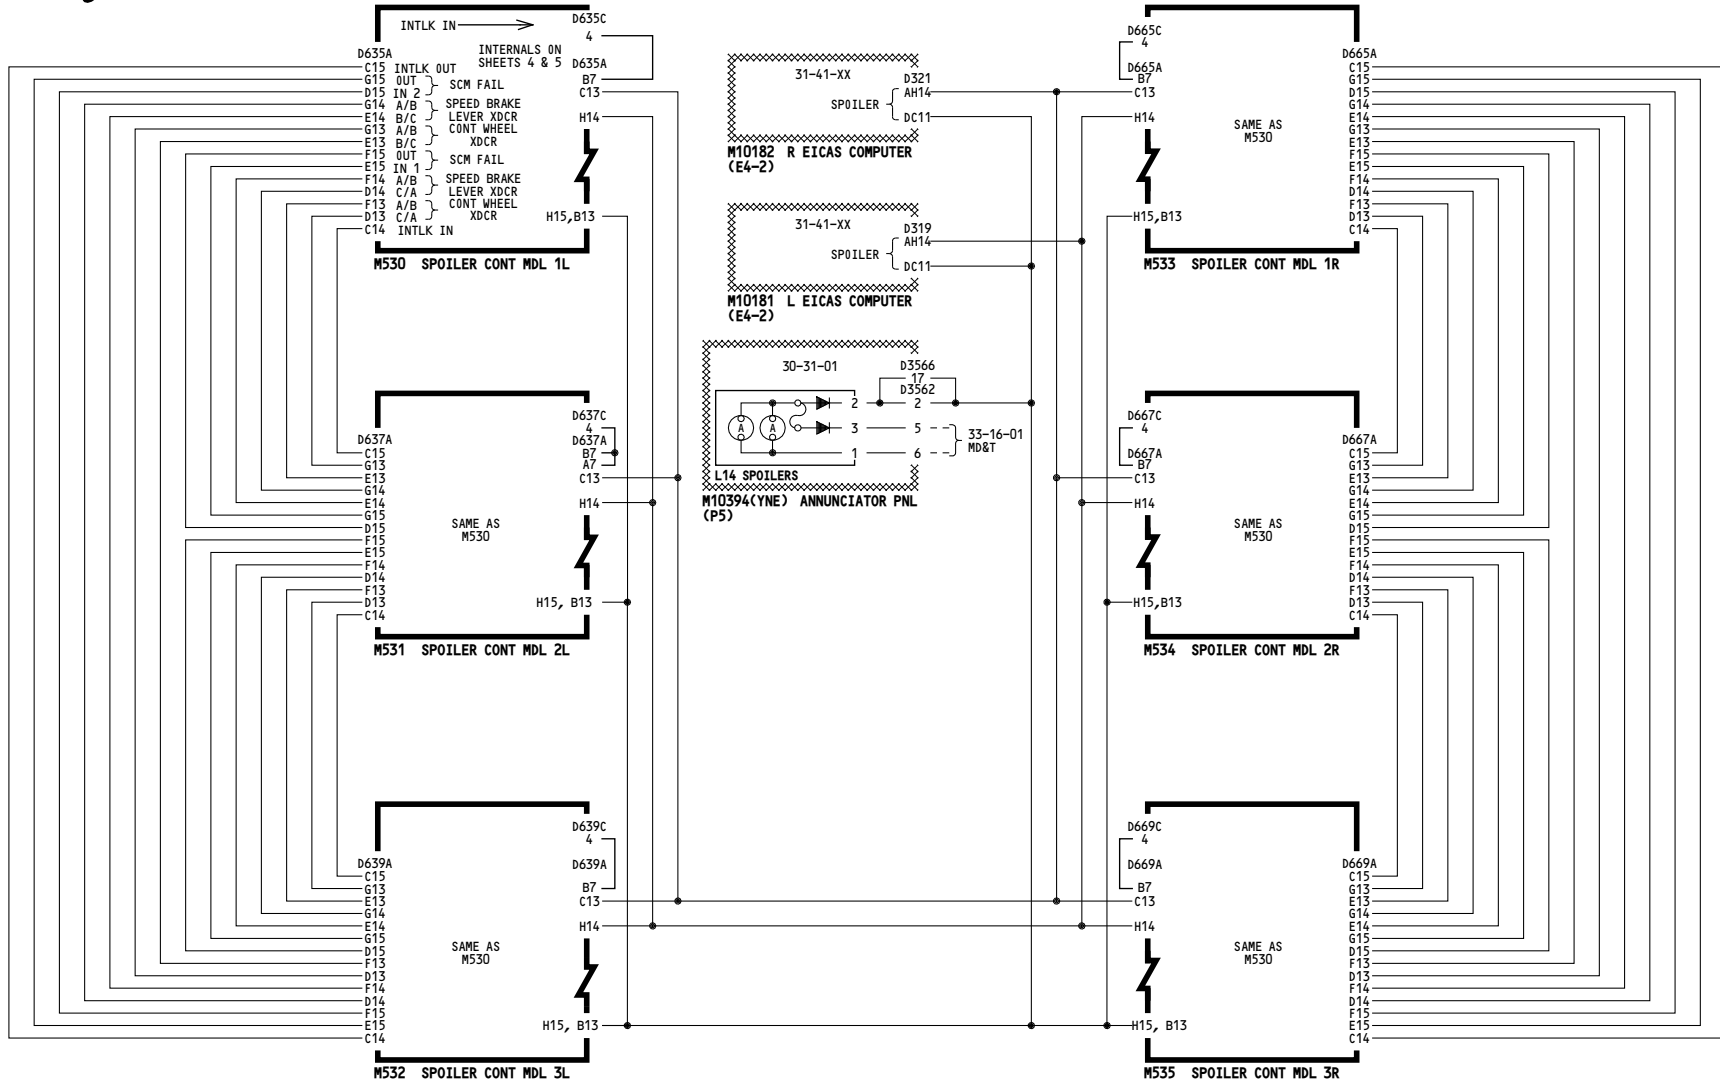 INTLK IN
D635C
4
INTERNALS ON
SHEETS 4 & 5
D635A
B7
C13
H14
H15,B13
D635A
C15 INTLK OUT
G15 OUT
D15 IN 2
SCM FAIL
G14 A/B
E14 B/C
SPEED BRAKE
LEVER XDCR
G13 A/B
E13 B/C
CONT WHEEL
XDCR
F15 OUT
E15 IN 1
SCM FAIL
F14 A/B
D14 C/A
SPEED BRAKE
LEVER XDCR
F13 A/B
D13 C/A
CONT WHEEL
XDCR
C14 INTLK IN
M530 SPOILER CONT MDL 1L
31-41-XX
D321
AH14
SPOILER
DC11
M10182 R EICAS COMPUTER
(E4-2)
31-41-XX
D319
AH14
SPOILER
DC11
M10181 L EICAS COMPUTER
(E4-2)
30-31-01
D3566
17
D3562
2 2
A A
3 5
1 6
33-16-01
MD&T
L14 SPOILERS
M10394(YNE) ANNUNCIATOR PNL
(P5)
D665C
4
D665A
B7
C13
H14
H15,B13
SAME AS
M530
D665A
C15
G15
D15
G14
E14
G13
E13
F15
E15
F14
D14
F13
D13
C14
M533 SPOILER CONT MDL 1R
D637A
C15
G13
E13
G14
E14
G15
D15
F15
E15
F14
D14
F13
D13
C14
SAME AS
M530
D637C
4
D637A
B7
A7
C13
H14
H15, B13
M531 SPOILER CONT MDL 2L
D667C
4
D667A
B7
C13
H14
H15,B13
SAME AS
M530
D667A
C15
G13
E13
G14
E14
G15
D15
F15
E15
F14
D14
F13
D13
C14
M534 SPOILER CONT MDL 2R
D639A
C15
G13
E13
G14
E14
G15
D15
F13
D13
F14
D14
F15
E15
C14
SAME AS
M530
D639C
4
D639A
B7
C13
H14
H15, B13
M532 SPOILER CONT MDL 3L
D669C
4
D669A
B7
C13
H14
H15, B13
SAME AS
M530
D669A
C15
G13
E13
G14
E14
G15
D15
F13
D13
F14
D14
F15
E15
C14
M535 SPOILER CONT MDL 3R